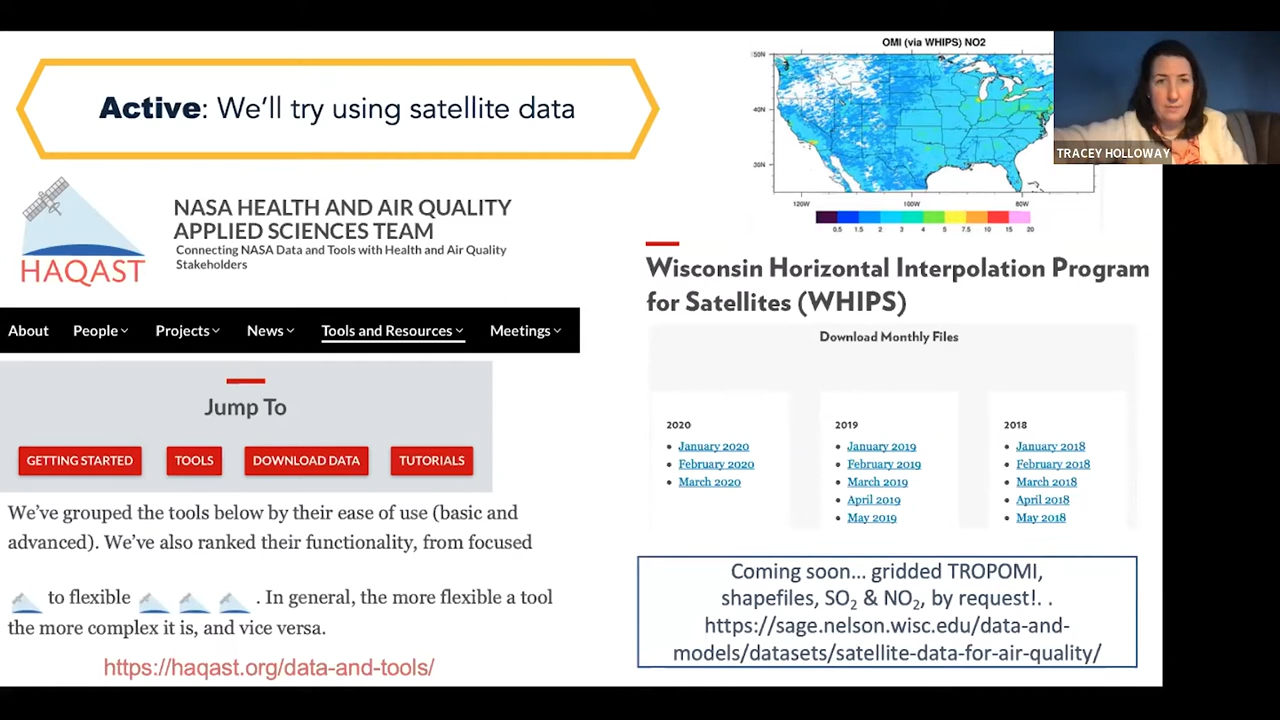 Active: We'll try using satellite data
HAQAST
NASA HEALTH AND AIR QUALITY
APPLIED SCIENCES TEAM
Connecting NASA Data and Tools with Health and Air Quality
Stakeholders
About People Projects News Tools and Resources Meetings
Jump To
GETTING STARTED TOOLS DOWNLOAD DATA TUTORIALS
We've grouped the tools below by their ease of use (basic and
advanced). We've also ranked their functionality, from focused
to flexible . In general, the more flexible a tool
the more complex it is, and vice versa.
https://haqast.org/data-and-tools/
OMI (via WHIPS) NO2
50N
40N
30N
120W 100W 80W
0.5 1.5 2 3 4 5 7.5 10 15 20
TRACEY HOLLOWAY
Wisconsin Horizontal Interpolation Program
for Satellites (WHIPS)
Download Monthly Files
2020
January 2020
February 2020
March 2020
2019
January 2019
February 2019
March 2019
April 2019
May 2019
2018
January 2018
February 2018
March 2018
April 2018
May 2018
Coming soon... gridded TROPOMI,
shapefiles, SO₂ & NO₂, by request!. .
https://sage.nelson.wisc.edu/data-and-
models/datasets/satellite-data-for-air-quality/